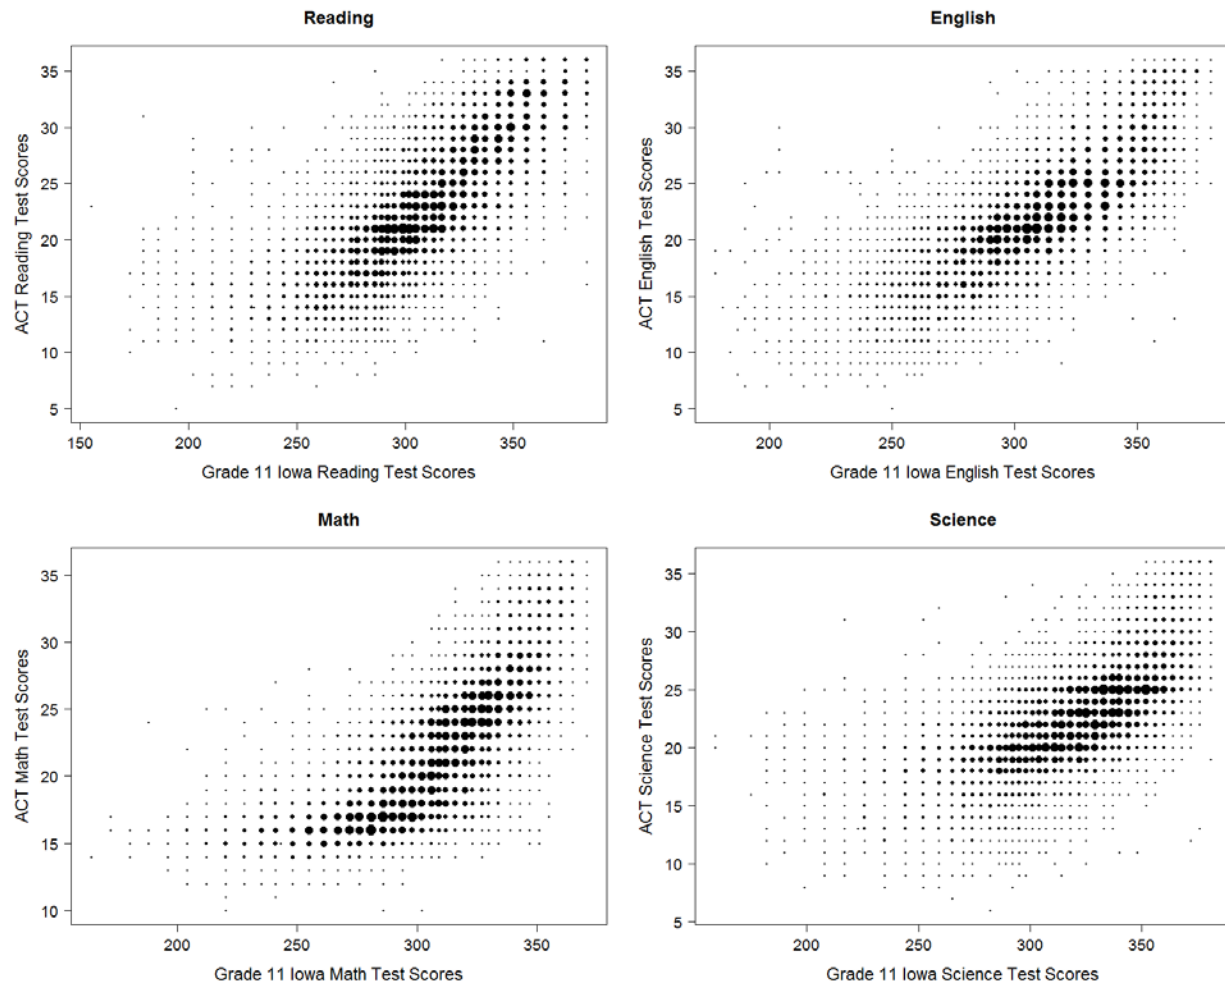 Reading
ACT Reading Test Scores
35
30
25
20
15
10
5
150 200 250 300 350
Grade 11 Iowa Reading Test Scores
English
ACT English Test Scores
35
30
25
20
15
10
5
200 250 300 350
Grade 11 Iowa English Test Scores
Math
ACT Math Test Scores
35
30
25
20
15
10
200 250 300 350
Grade 11 Iowa Math Test Scores
Science
ACT Science Test Scores
35
30
25
20
15
10
5
200 250 300 350
Grade 11 Iowa Science Test Scores